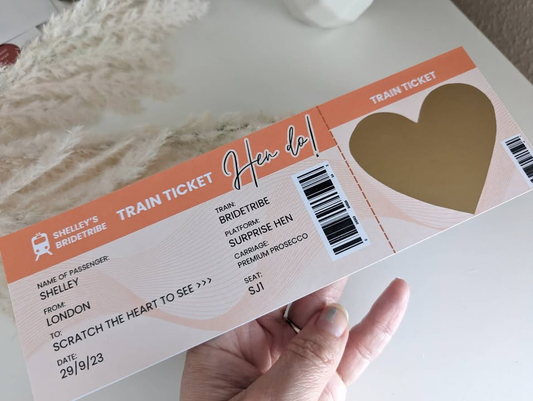 SHELLEY'S
BRIDETRIBE
TRAIN TICKET
Hen do!
NAME OF PASSENGER:
SHELLEY
FROM:
LONDON
TO:
SCRATCH THE HEART TO SEE >>>
DATE:
29/9/23
TRAIN:
BRIDETRIBE
PLATFORM:
SURPRISE HEN
CARRIAGE:
PREMIUM PROSECCO
SEAT:
SJ1
TRAIN TICKET